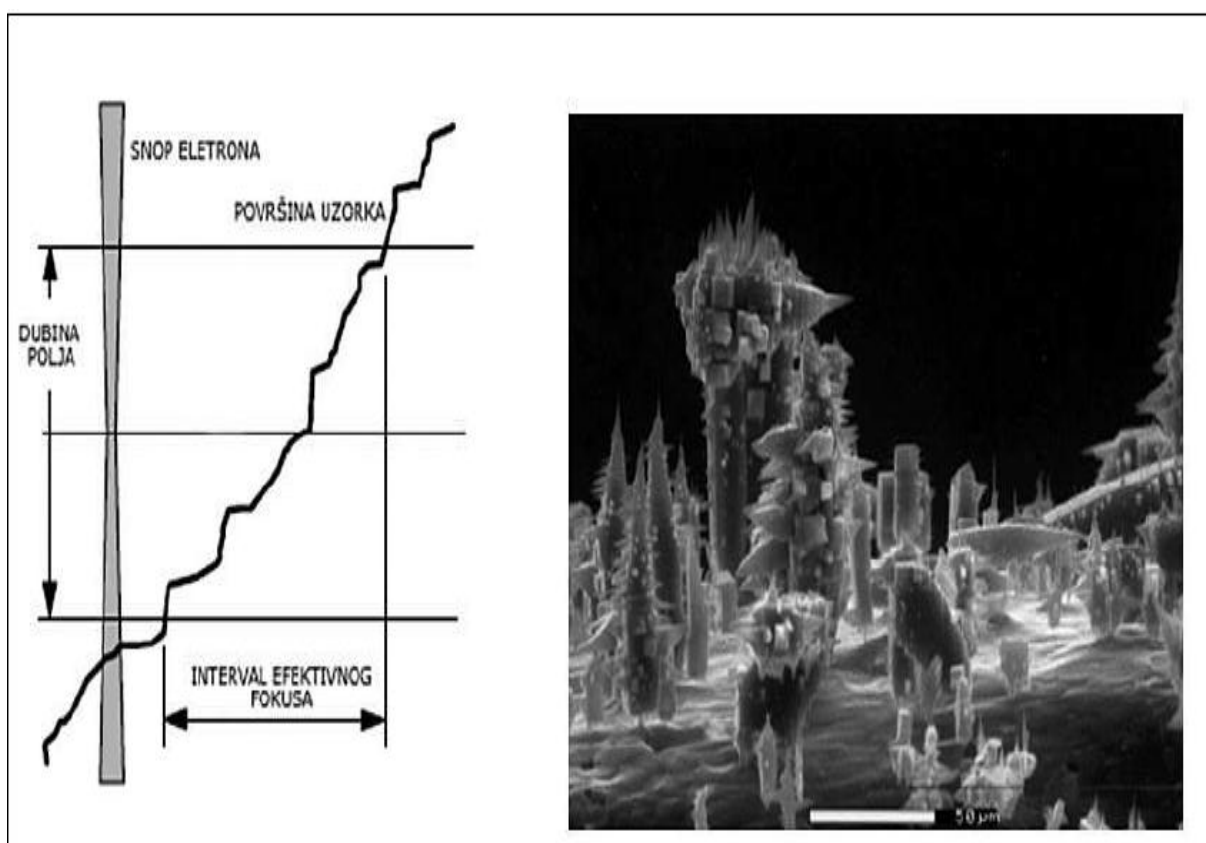 SNOP ELETRONA
POVRŠINA UZORKA
DUBINA
POLJA
INTERVAL EFEKTIVNOG
FOKUSA
50 µm